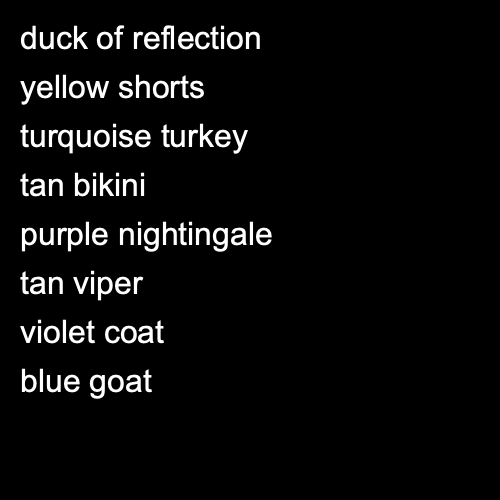 duck of reflection
yellow shorts
turquoise turkey
tan bikini
purple nightingale
tan viper
violet coat
blue goat